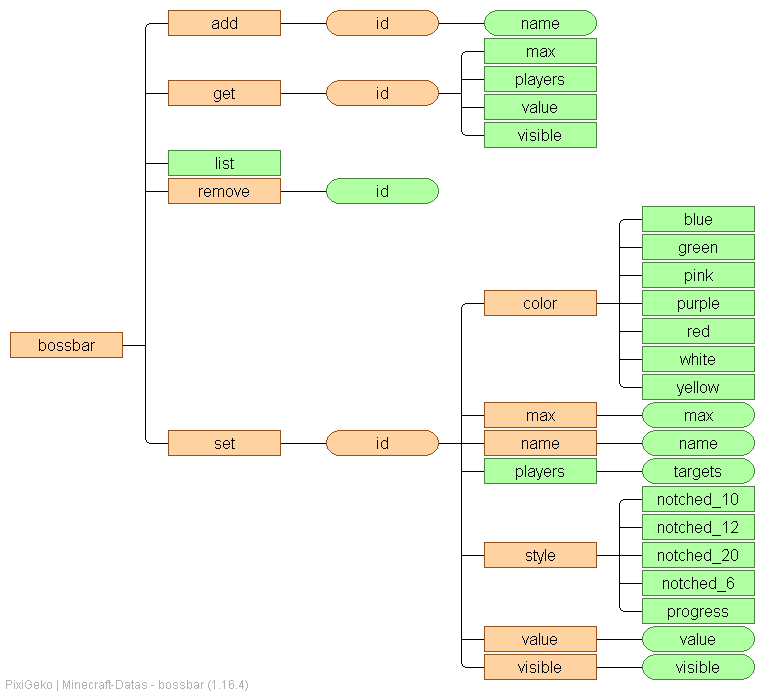 add
id
name
get
id
max
players
value
visible
list
remove
id
bossbar
set
id
color
blue
green
pink
purple
red
white
yellow
max
max
name
name
players
targets
style
notched_10
notched_12
notched_20
notched_6
progress
value
value
visible
visible
PixiGeko | Minecraft-Datas - bossbar (1.16.4)